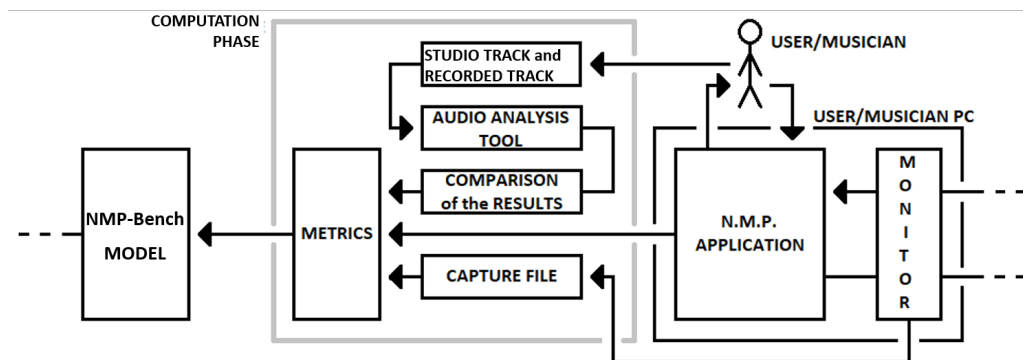 COMPUTATION
PHASE
STUDIO TRACK and
RECORDED TRACK
USER/MUSICIAN
AUDIO ANALYSIS
TOOL
USER/MUSICIAN PC
COMPARISON
of the RESULTS
NMP-Bench
MODEL
METRICS
N.M.P.
APPLICATION
M
O
N
I
T
O
R
CAPTURE FILE